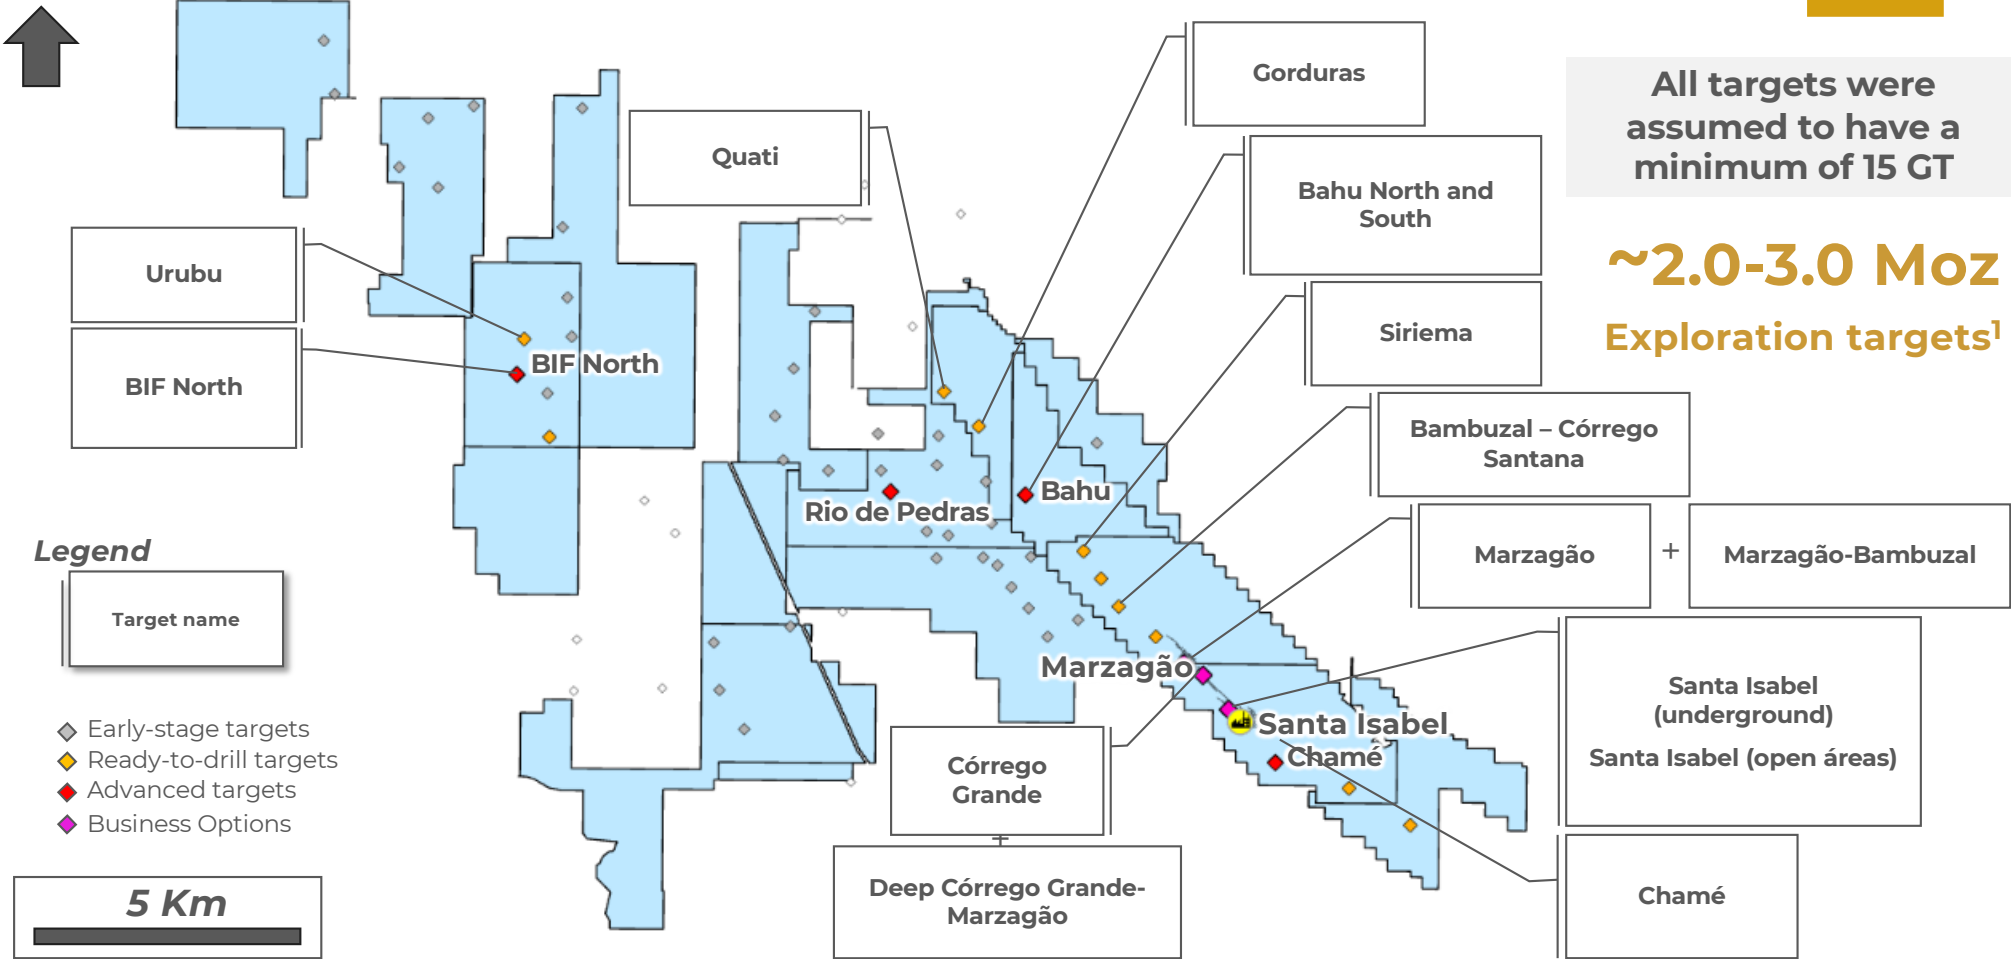 Gorduras
All targets were
assumed to have a
minimum of 15 GT
Quati
Bahu North and
South
~2.0-3.0 Moz
Exploration targets¹
Urubu
Siriema
BIF North
BIF North
Bambuzal – Córrego
Santana
Rio de Pedras
Bahu
Marzagão
+
Marzagão-Bambuzal
Legend
Target name
Marzagão
Santa Isabel
(underground)
Santa Isabel (open áreas)
Santa Isabel
Chamé
Early-stage targets
Ready-to-drill targets
Advanced targets
Business Options
Córrego
Grande
+
Deep Córrego Grande-
Marzagão
Chamé
5 Km